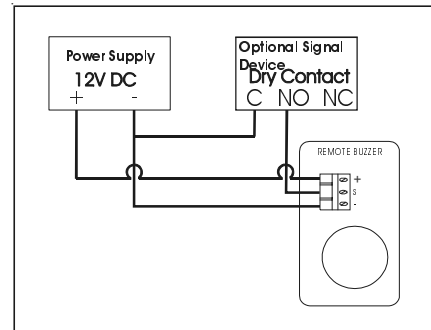 Power Supply
12V DC
+ -
Optional Signal
Device
Dry Contact
C NO NC
REMOTE BUZZER
+
S
-